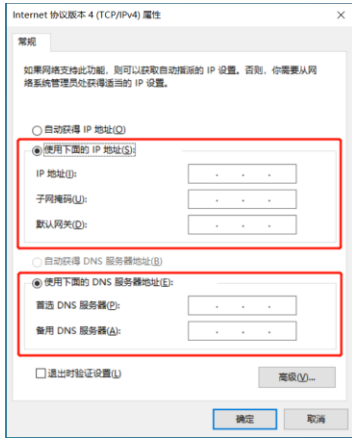 Internet 协议版本 4 (TCP/IPv4) 属性
常规
如果网络支持此功能，则可以获取自动指派的 IP 设置。否则，你需要从网
络系统管理员处获得适当的 IP 设置。
自动获得 IP 地址(O)
使用下面的 IP 地址(S):
IP 地址(I):
子网掩码(U):
默认网关(D):
自动获得 DNS 服务器地址(B)
使用下面的 DNS 服务器地址(E):
首选 DNS 服务器(P):
备用 DNS 服务器(A):
退出时验证设置(L)
高级(V)...
确定 取消